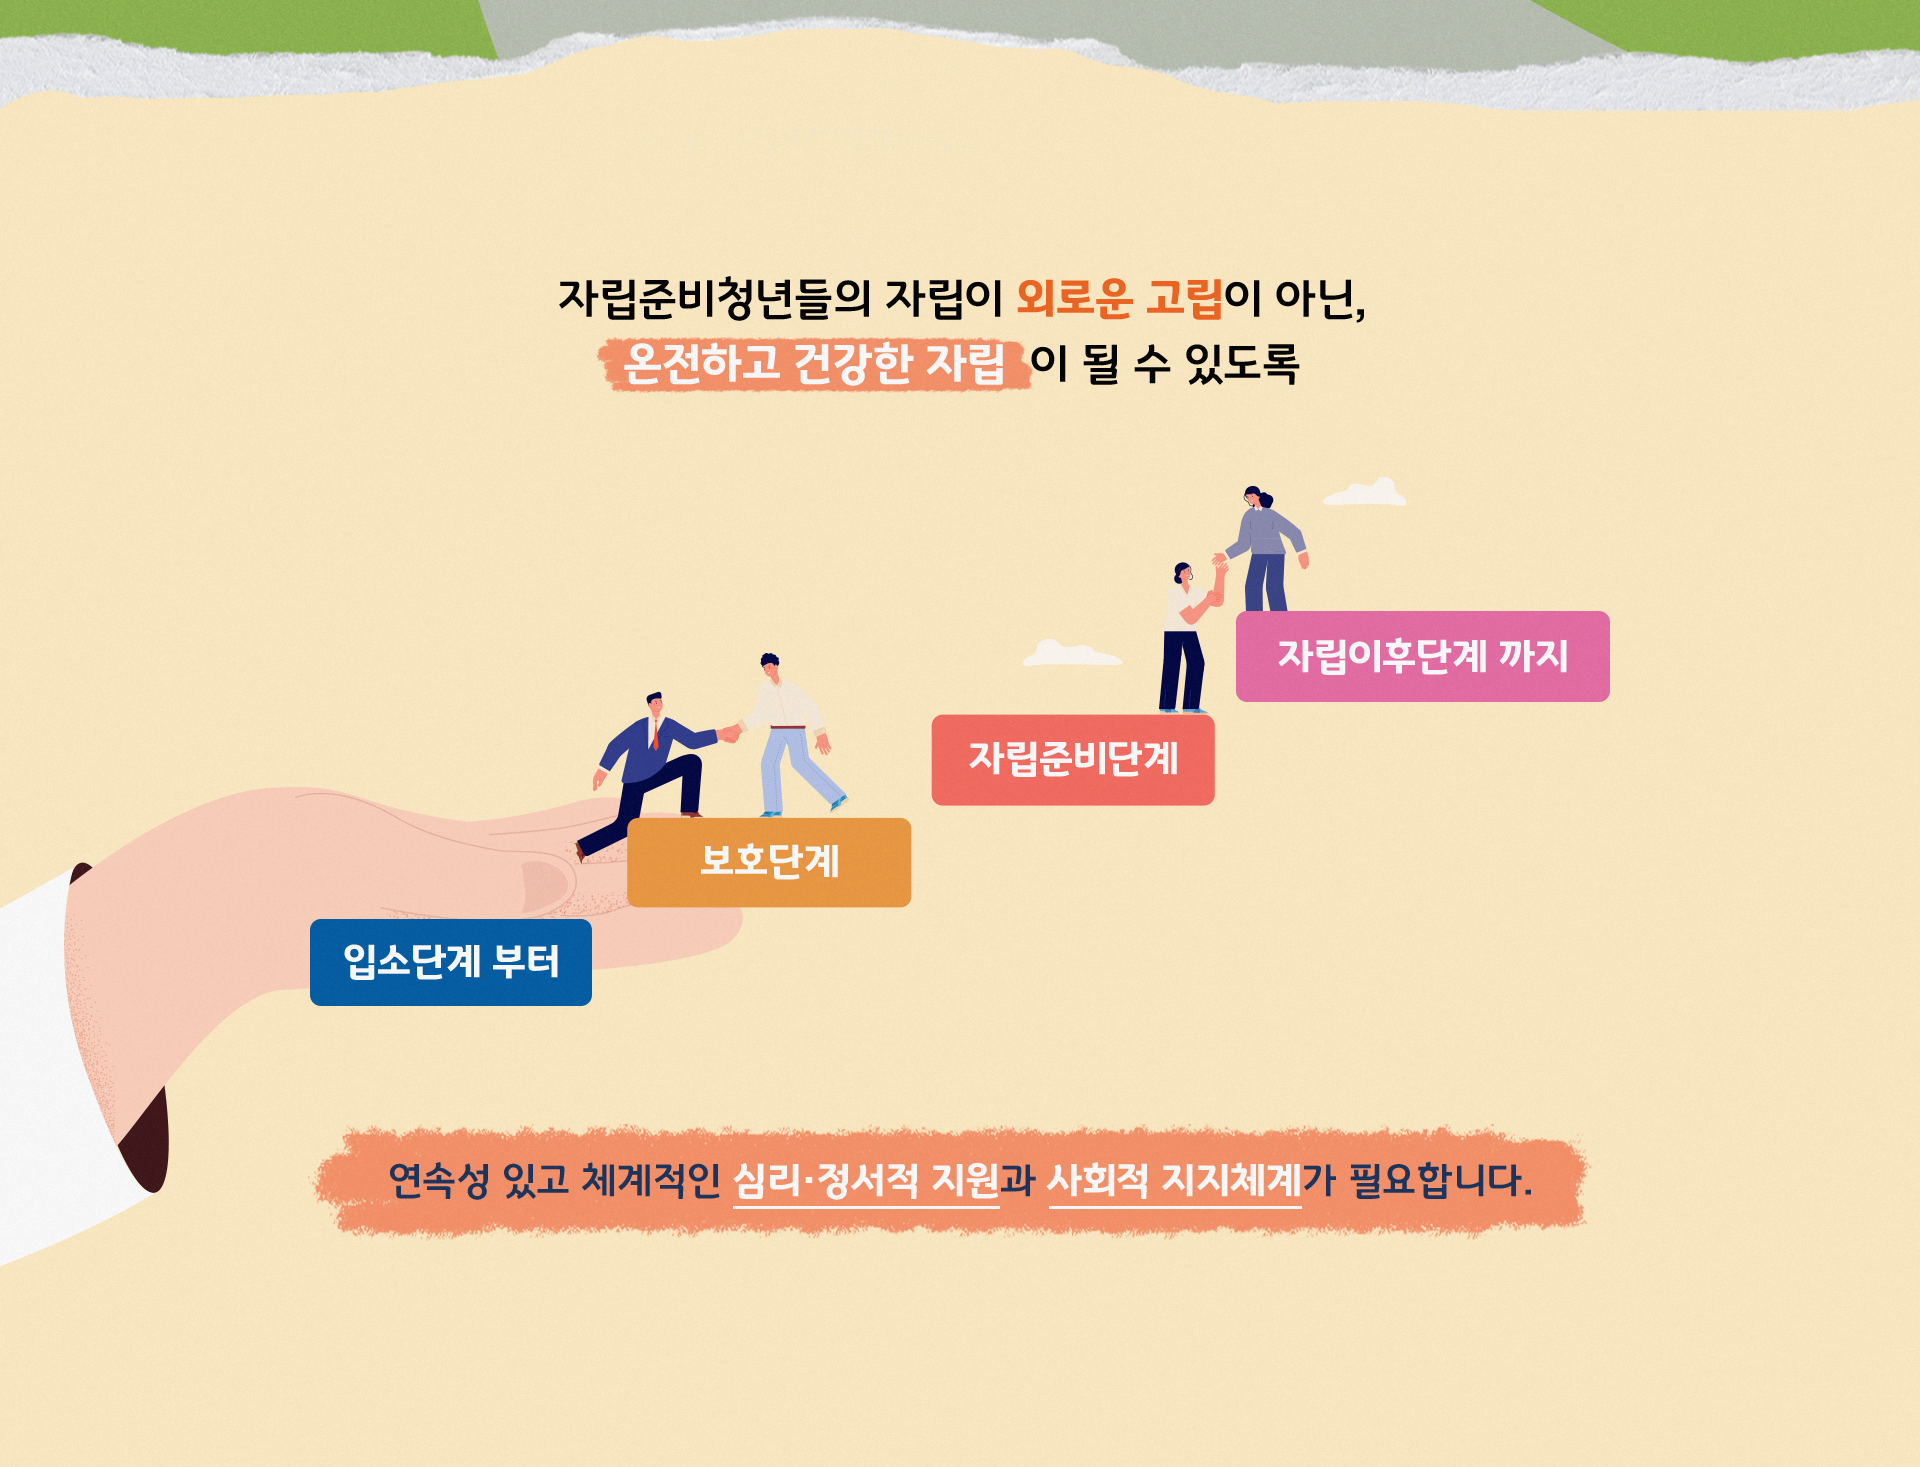 자립준비청년들의 자립이 외로운 고립이 아닌,
온전하고 건강한 자립 이 될 수 있도록
자립이후단계 까지
자립준비단계
보호단계
입소단계 부터
연속성 있고 체계적인 심리·정서적 지원과 사회적 지지체계가 필요합니다.